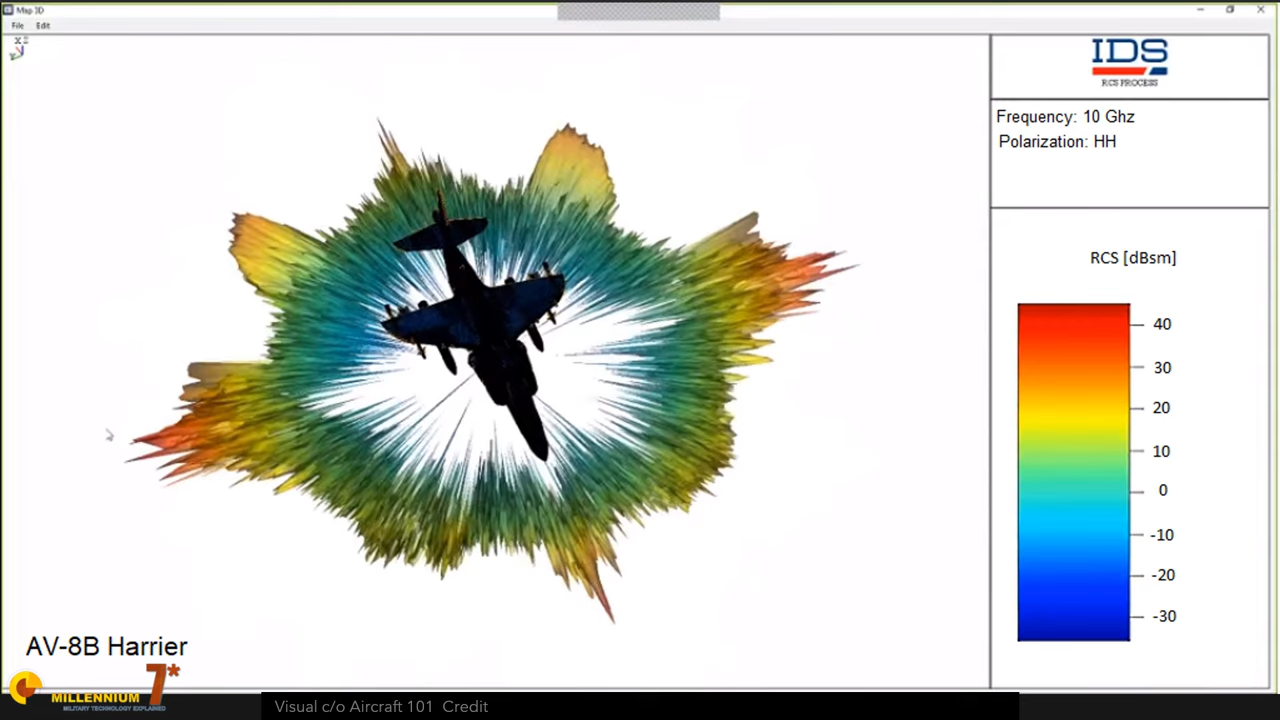 Map 3D
File Edit
X Z
IDS
RCS PROCESS
Frequency: 10 Ghz
Polarization: HH
RCS [dBsm]
40
30
20
10
0
-10
-20
-30
AV-8B Harrier
MILLENNIUM 7*
MILITARY TECHNOLOGY EXPLAINED
Visual c/o Aircraft 101 Credit